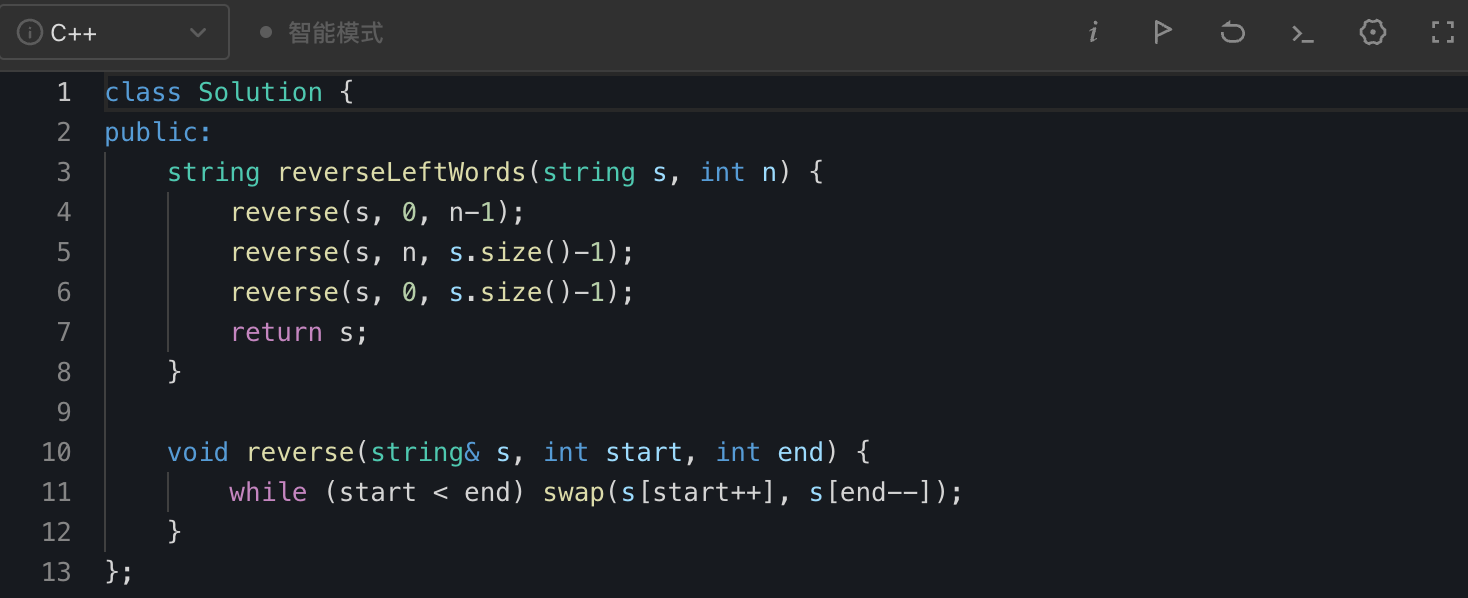 C++ 智能模式
1 class Solution {
2 public:
3     string reverseLeftWords(string s, int n) {
4         reverse(s, 0, n-1);
5         reverse(s, n, s.size()-1);
6         reverse(s, 0, s.size()-1);
7         return s;
8     }
9
10     void reverse(string& s, int start, int end) {
11         while (start < end) swap(s[start++], s[end--]);
12     }
13 };